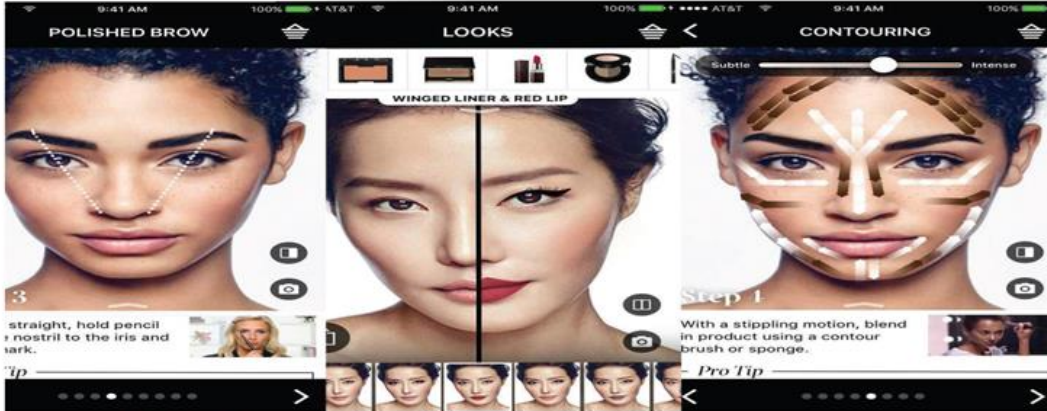 9:41 AM
100%
POLISHED BROW
3
straight, hold pencil
nostril to the iris and
AT&T
9:41 AM
100%
LOOKS
WINGED LINER & RED LIP
AT&T
9:41 AM
100%
CONTOURING
Subtle
Intense
Step 1
With a stippling motion, blend
in product using a contour
brush or sponge.
Pro Tip